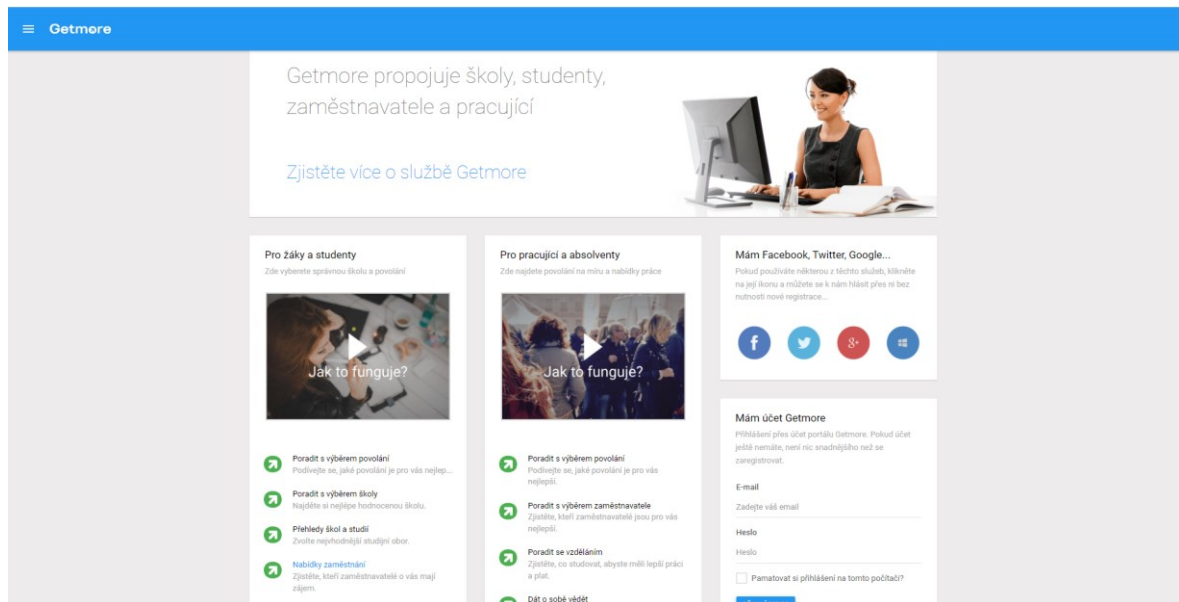 Getmore
Getmore propojuje školy, studenty,
zaměstnavatele a pracující
Zjistěte více o službě Getmore
Pro žáky a studenty
Zde vyberete správnou školu a povolání
Jak to funguje?
Poradit s výběrem povolání
Podívejte se, jaké povolání je pro vás nejlep...
Poradit s výběrem školy
Najděte si nejlépe hodnocenou školu.
Přehledy škol a studií
Zvolte nejvhodnější studijní obor.
Nabídky zaměstnání
Zjistěte, kteří zaměstnavatelé o vás mají
zájem.
Pro pracující a absolventy
Zde najdete povolání na míru a nabídky práce
Jak to funguje?
Poradit s výběrem povolání
Podívejte se, jaké povolání je pro vás
nejlepší.
Poradit s výběrem zaměstnavatele
Zjistěte, kteří zaměstnavatelé jsou pro vás
nejlepší.
Poradit se vzděláním
Zjistěte, co studovat, abyste měli lepší práci
a plat.
Dát o sobě vědět
Mám Facebook, Twitter, Google...
Pokud používáte některou z těchto služeb, klikněte
na její ikonu a můžete se k nám hlásit přes ni bez
nutnosti nové registrace...
Mám účet Getmore
Přihlášení přes účet portálu Getmore. Pokud účet
ještě nemáte, není nic snadnějšího než se
zaregistrovat.
E-mail
Zadejte váš email
Heslo
Heslo
Pamatovat si přihlášení na tomto počítači?